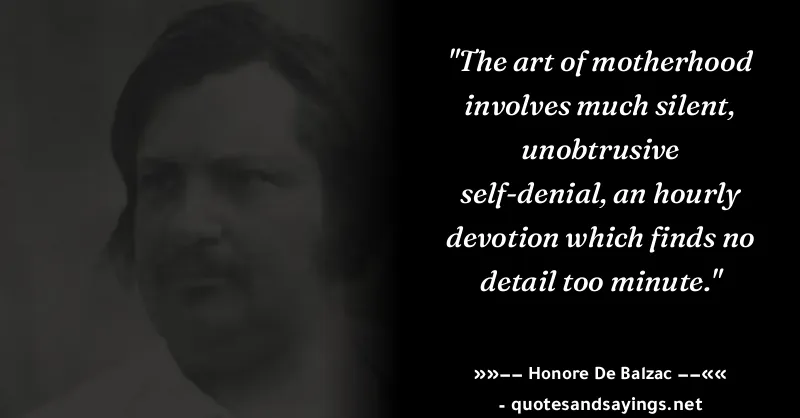 "The art of motherhood
involves much silent,
unobtrusive
self-denial, an hourly
devotion which finds no
detail too minute."
»»–– Honore De Balzac ––««
- quotesandsayings.net